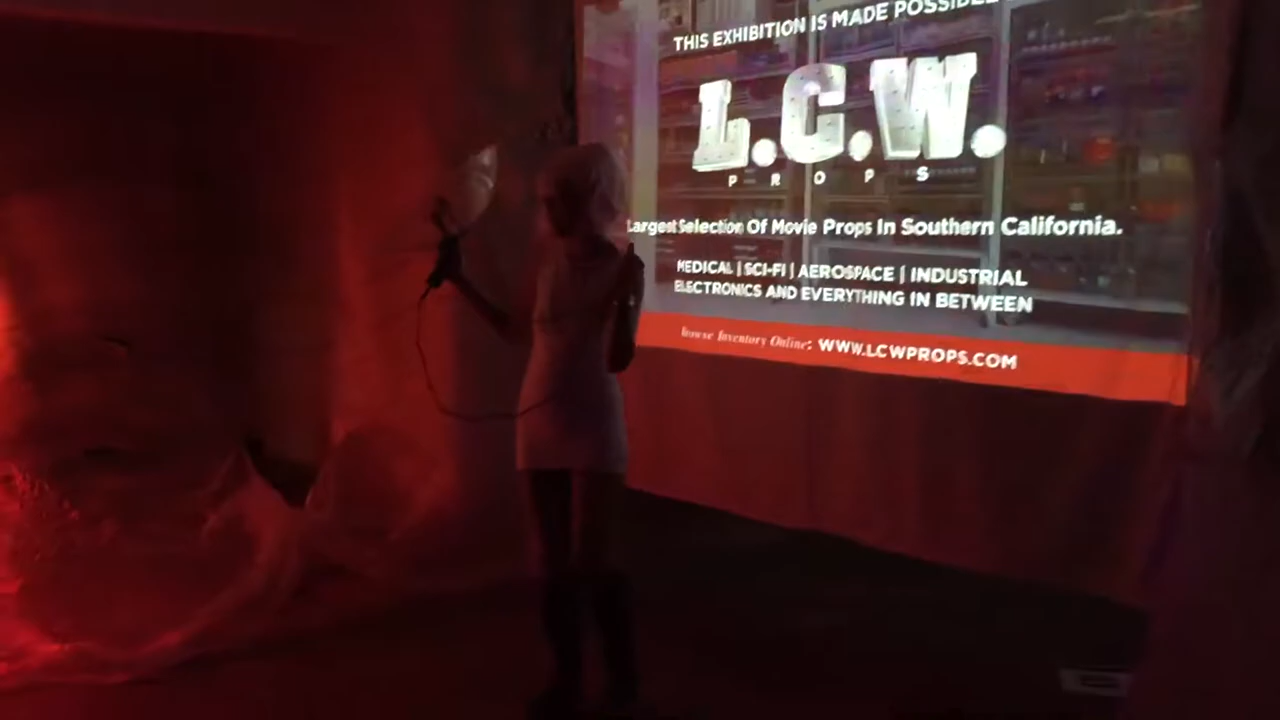 THIS EXHIBITION IS MADE POSSIBLE
L.C.W.
PROPS
Largest Selection Of Movie Props In Southern California.
MEDICAL | SCI-FI | AEROSPACE | INDUSTRIAL
ELECTRONICS AND EVERYTHING IN BETWEEN
Browse Inventory Online: WWW.LCWPROPS.COM